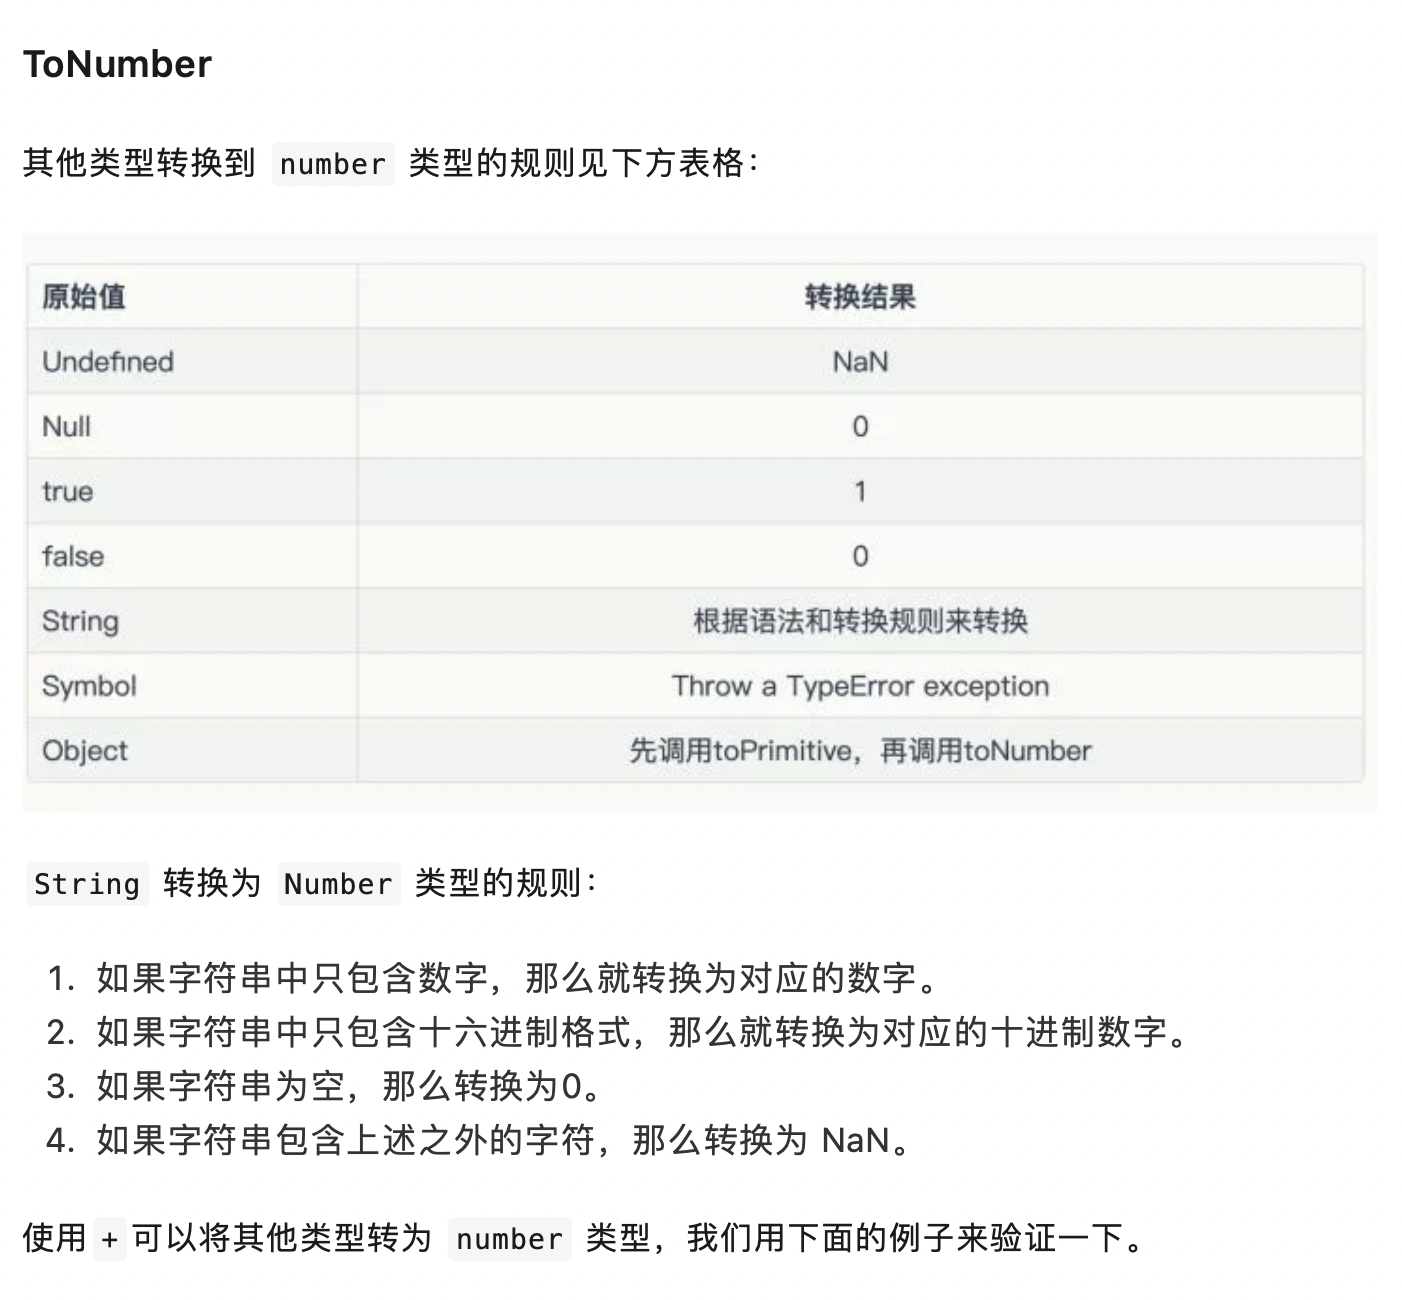 ToNumber
其他类型转换到 number 类型的规则见下方表格：
原始值 转换结果
Undefined NaN
Null 0
true 1
false 0
String 根据语法和转换规则来转换
Symbol Throw a TypeError exception
Object 先调用toPrimitive，再调用toNumber
String 转换为 Number 类型的规则：
1. 如果字符串中只包含数字，那么就转换为对应的数字。
2. 如果字符串中只包含十六进制格式，那么就转换为对应的十进制数字。
3. 如果字符串为空，那么转换为0。
4. 如果字符串包含上述之外的字符，那么转换为 NaN。
使用 + 可以将其他类型转为 number 类型，我们用下面的例子来验证一下。